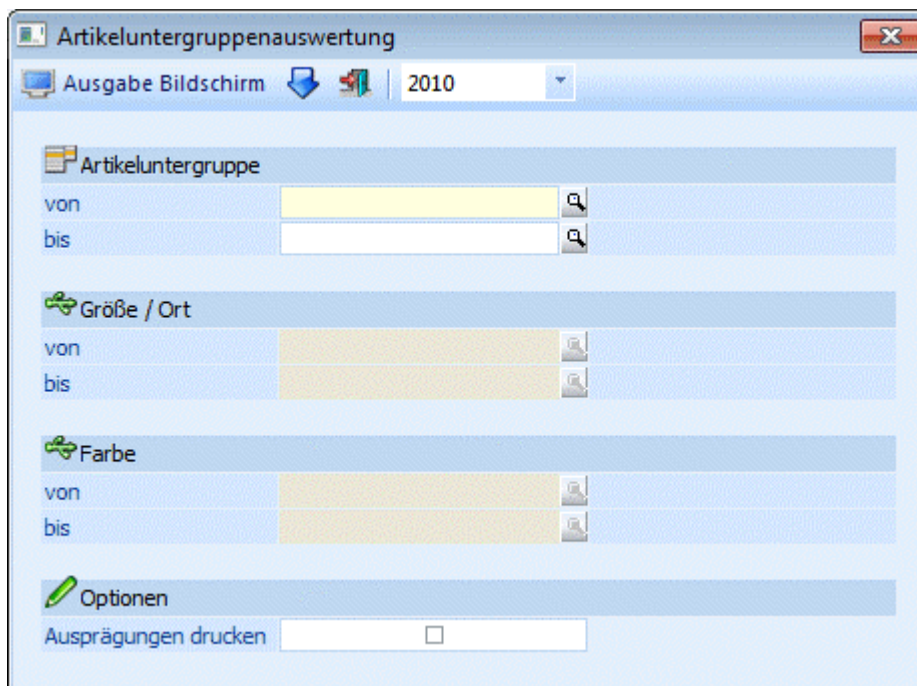 Artikeluntergruppenauswertung
Ausgabe Bildschirm 2010
Artikeluntergruppe
von
bis
Größe / Ort
von
bis
Farbe
von
bis
Optionen
Ausprägungen drucken